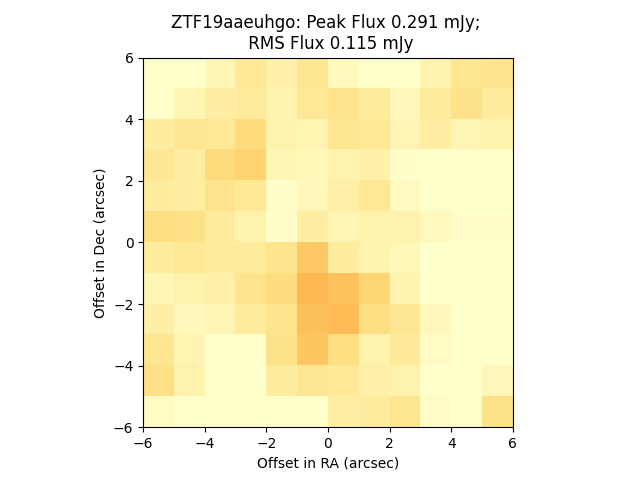 ZTF19aaeuhgo: Peak Flux 0.291 mJy;
RMS Flux 0.115 mJy
6
4
2
0
−2
−4
−6
Offset in Dec (arcsec)
−6 −4 −2 0 2 4 6
Offset in RA (arcsec)